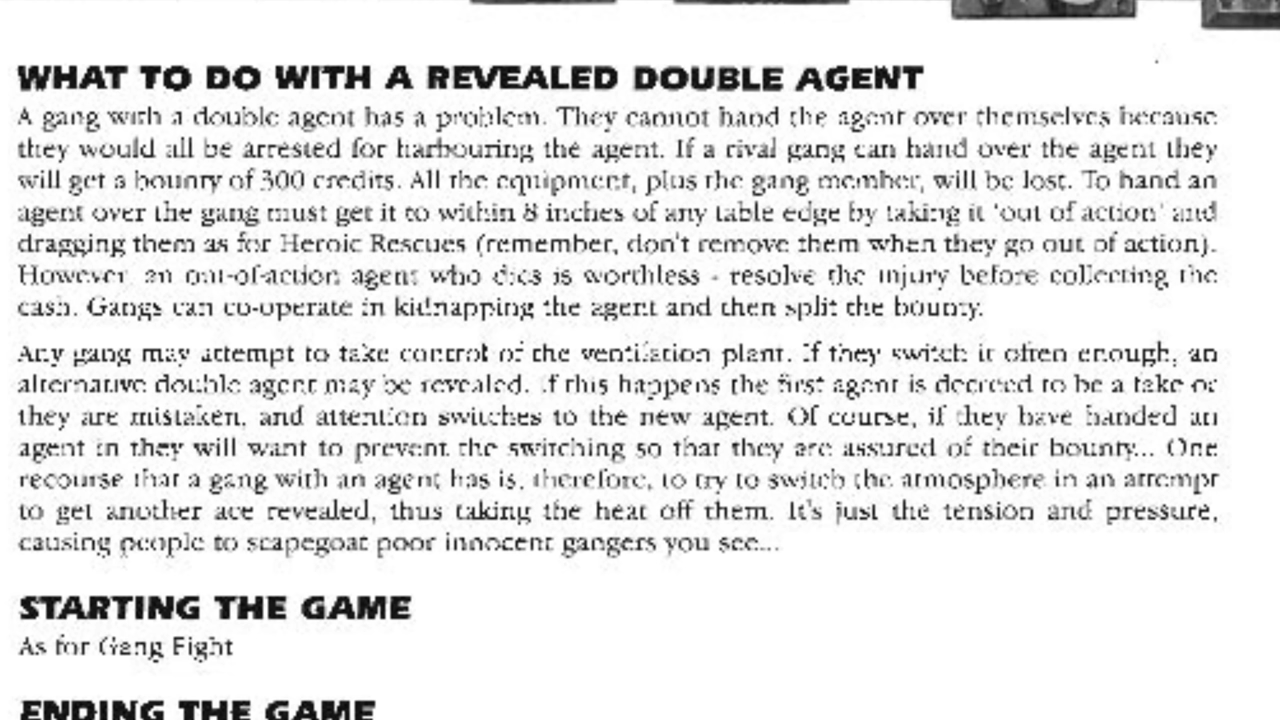 WHAT TO DO WITH A REVEALED DOUBLE AGENT
A gang with a double agent has a problem. They cannot hand the agent over themselves because
they would all be arrested for harbouring the agent. If a rival gang can hand over the agent they
will get a bounty of 300 credits. All the equipment, plus the gang member, will be lost. To hand an
agent over the gang must get it to within 8 inches of any table edge by taking it 'out of action' and
dragging them as for Heroic Rescues (remember, don't remove them when they go out of action).
However, an out-of-action agent who dies is worthless - resolve the injury before collecting the
cash. Gangs can co-operate in kidnapping the agent and then split the bounty.
Any gang may attempt to take control of the ventilation plant. If they switch it often enough, an
alternative double agent may be revealed. If this happens the first agent is decreed to be a fake or
they are mistaken, and attention switches to the new agent. Of course, if they have handed an
agent in they will want to prevent the switching so that they are assured of their bounty... One
recourse that a gang with an agent has is, therefore, to try to switch the atmosphere in an attempt
to get another ace revealed, thus taking the heat off them. It's just the tension and pressure,
causing people to scapegoat poor innocent gangers you see...
STARTING THE GAME
As for Gang Fight
ENDING THE GAME